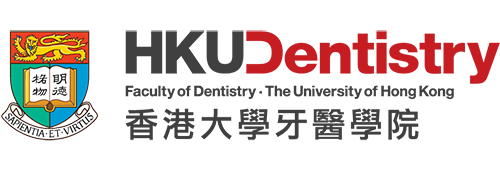 明德
格物
SAPIENTIA·ET·VIRTUS
HKUDentistry
Faculty of Dentistry · The University of Hong Kong
香港大學牙醫學院